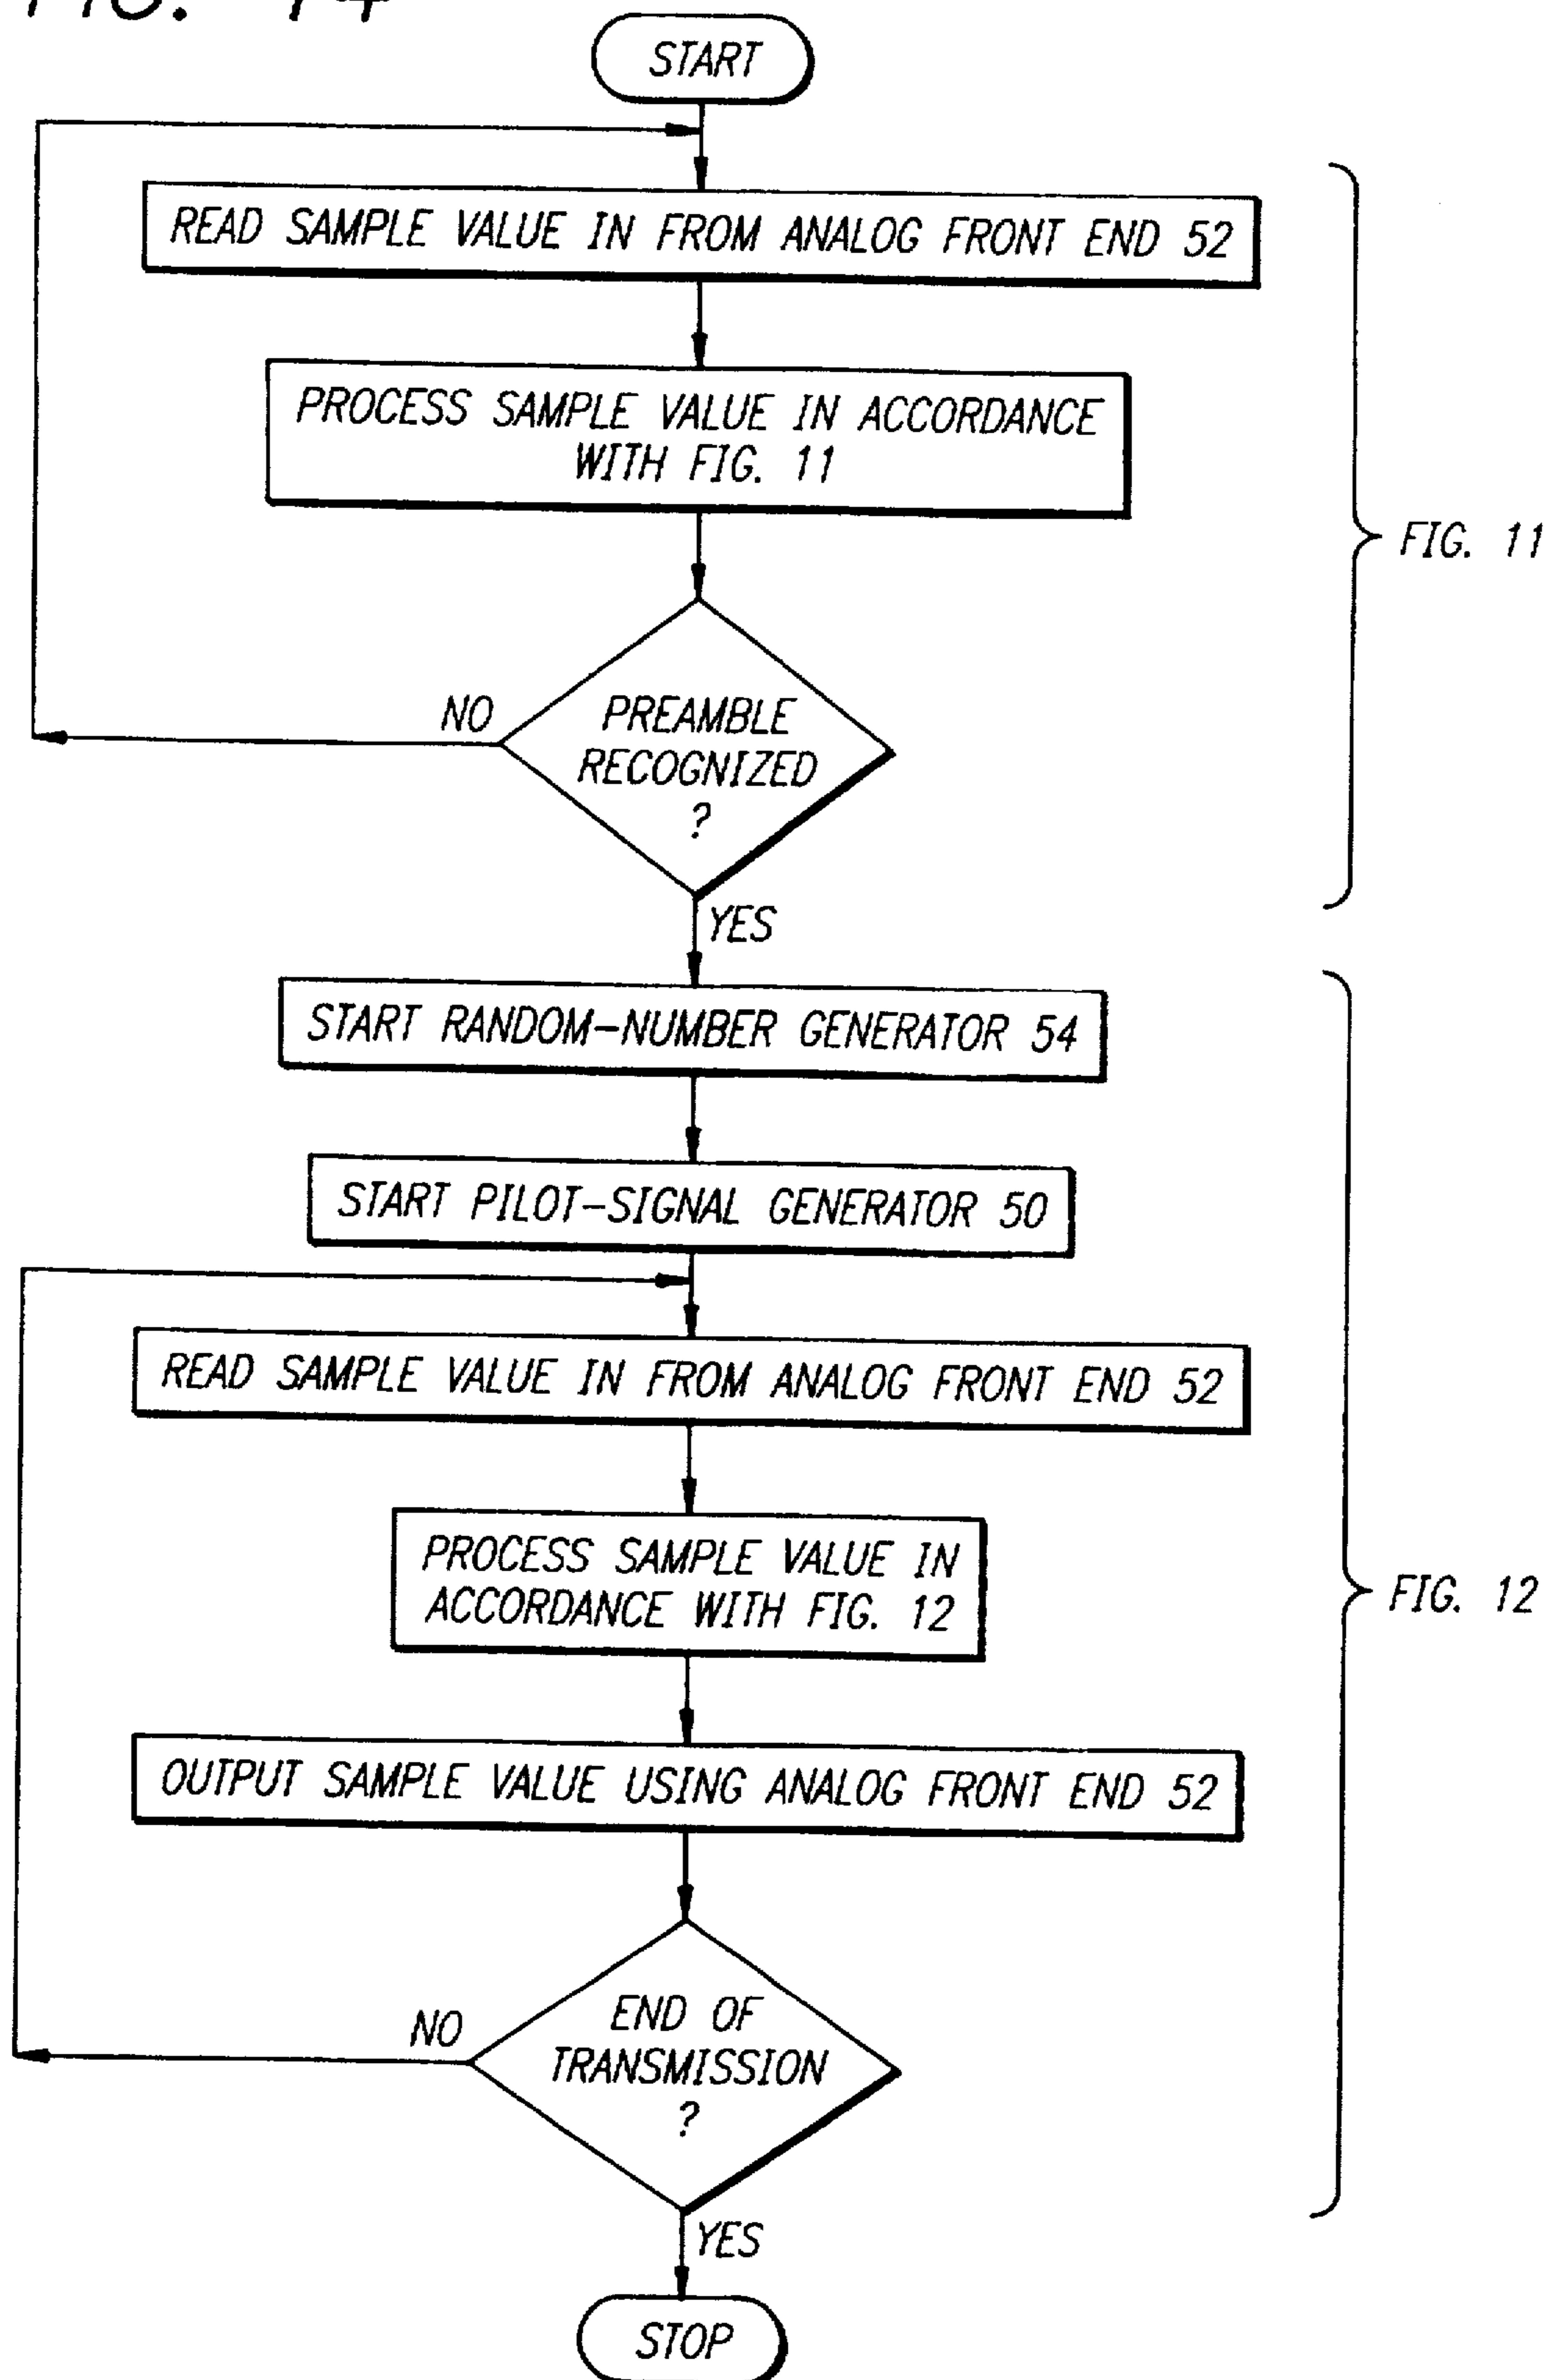 FIG. 14
START
READ SAMPLE VALUE IN FROM ANALOG FRONT END 52
PROCESS SAMPLE VALUE IN ACCORDANCE
WITH FIG. 11
FIG. 11
NO
PREAMBLE
RECOGNIZED
?
YES
START RANDOM-NUMBER GENERATOR 54
START PILOT-SIGNAL GENERATOR 50
READ SAMPLE VALUE IN FROM ANALOG FRONT END 52
PROCESS SAMPLE VALUE IN
ACCORDANCE WITH FIG. 12
FIG. 12
OUTPUT SAMPLE VALUE USING ANALOG FRONT END 52
NO
END OF
TRANSMISSION
?
YES
STOP